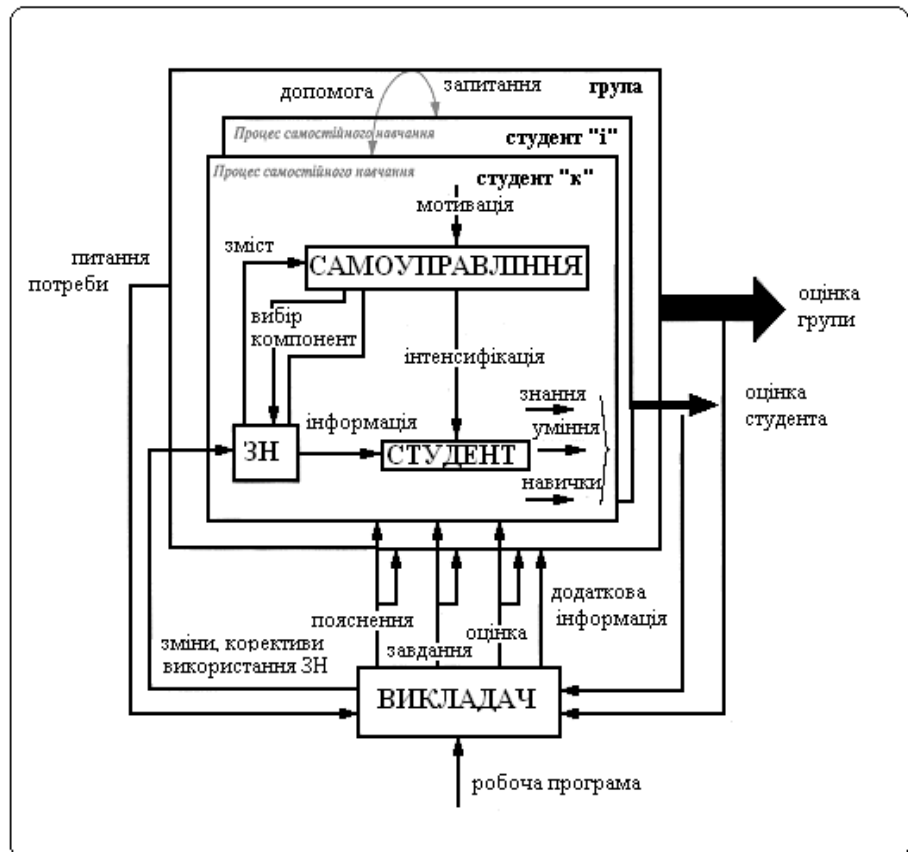 допомога
запитання
група
Процес самостійного навчання
студент "і"
Процес самостійного навчання
студент "к"
мотивація
питання
потреби
зміст
САМОУПРАВЛІННЯ
оцінка
групи
вибір
компонент
інтенсифікація
знання
оцінка
студента
інформація
уміння
ЗН
СТУДЕНТ
навички
пояснення
завдання
оцінка
додаткова
інформація
зміни, корективи
використання ЗН
ВИКЛАДАЧ
робоча програма